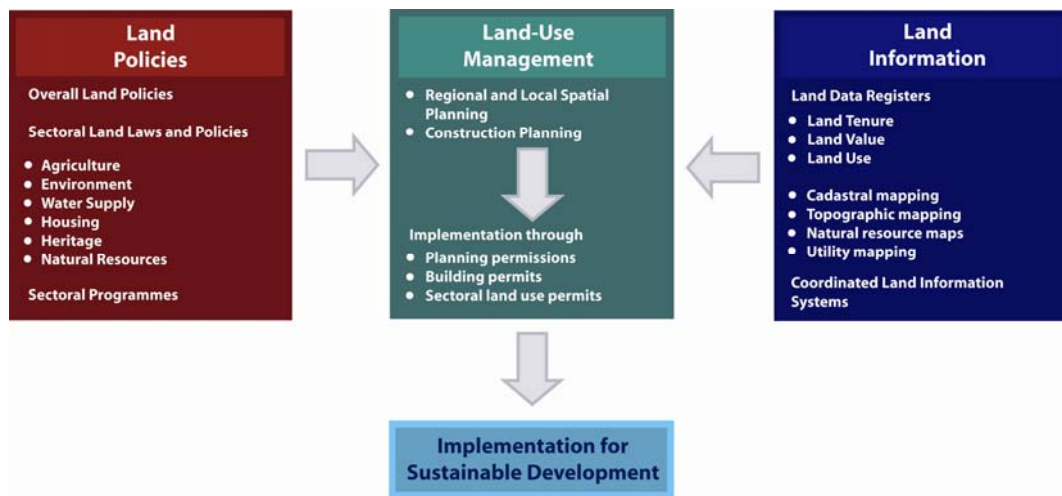 Land
Policies
Overall Land Policies
Sectoral Land Laws and Policies
Agriculture
Environment
Water Supply
Housing
Heritage
Natural Resources
Sectoral Programmes
Land-Use
Management
Regional and Local Spatial
Planning
Construction Planning
Implementation through
Planning permissions
Building permits
Sectoral land use permits
Land
Information
Land Data Registers
Land Tenure
Land Value
Land Use
Cadastral mapping
Topographic mapping
Natural resource maps
Utility mapping
Coordinated Land Information
Systems
Implementation for
Sustainable Development